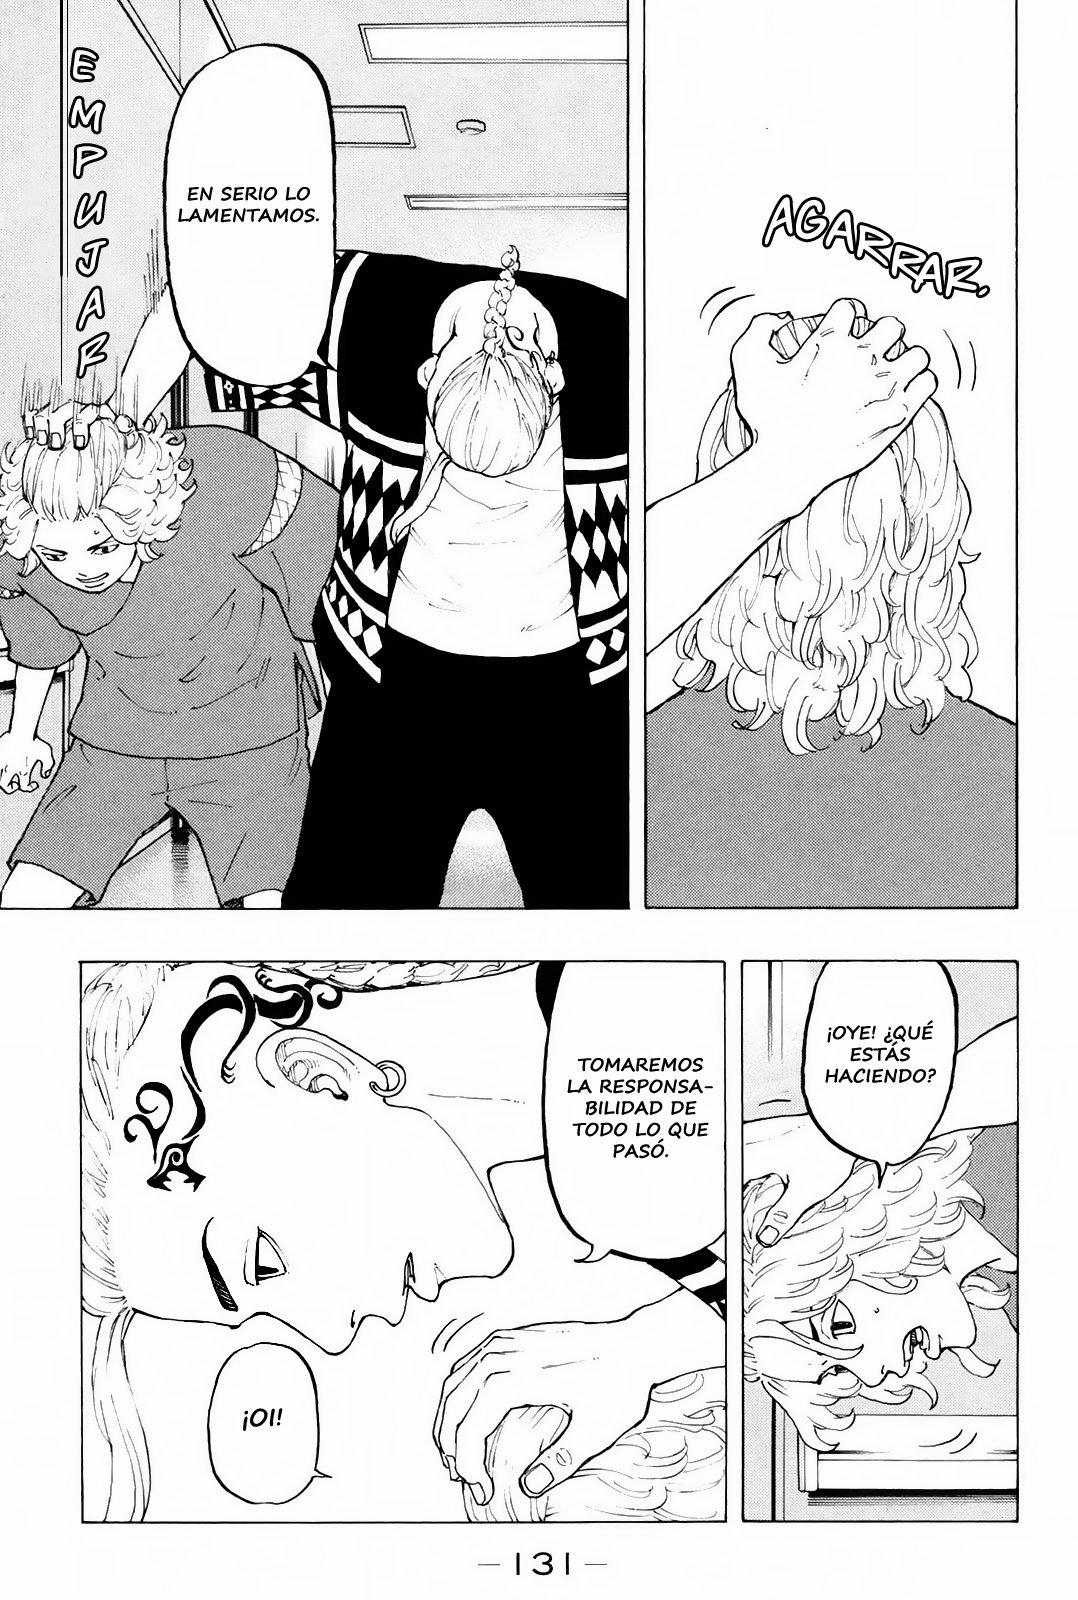 AGARRAR.
EMPUJAR
EN SERIO LO
LAMENTAMOS.
¡OYE! ¿QUÉ
ESTÁS
HACIENDO?
TOMAREMOS
LA RESPONSA-
BILIDAD DE
TODO LO QUE
PASÓ.
¡OI!
— 131 —